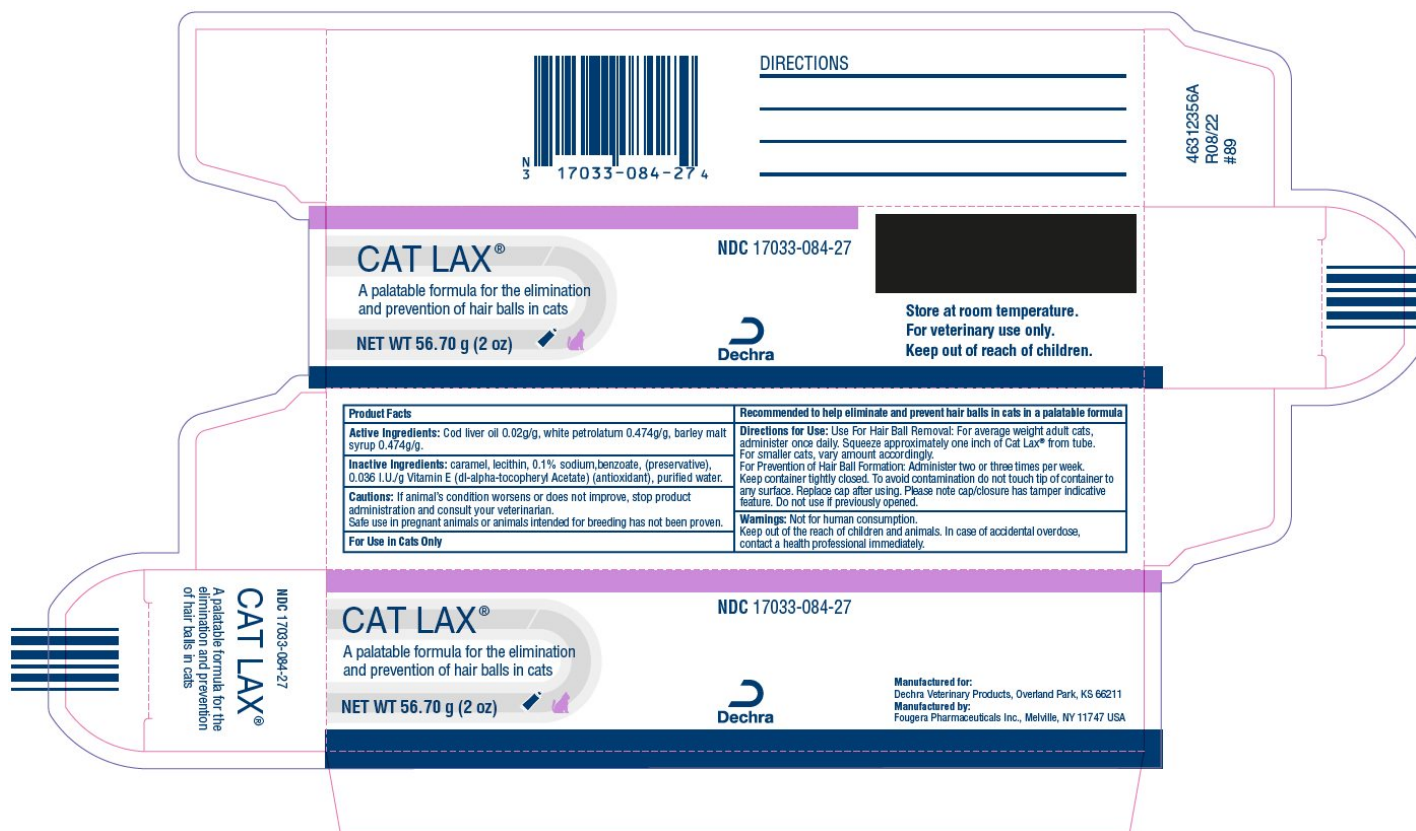 DIRECTIONS
N
3 17033-084-27 4
46312356A
R08/22
#89
CAT LAX®
A palatable formula for the elimination
and prevention of hair balls in cats
NET WT 56.70 g (2 oz)
NDC 17033-084-27
Dechra
Store at room temperature.
For veterinary use only.
Keep out of reach of children.
Product Facts
Active Ingredients: Cod liver oil 0.02g/g, white petrolatum 0.474g/g, barley malt
syrup 0.474g/g.
Inactive Ingredients: caramel, lecithin, 0.1% sodium,benzoate, (preservative),
0.036 I.U./g Vitamin E (dl-alpha-tocopheryl Acetate) (antioxidant), purified water.
Cautions: If animal's condition worsens or does not improve, stop product
administration and consult your veterinarian.
Safe use in pregnant animals or animals intended for breeding has not been proven.
For Use in Cats Only
Recommended to help eliminate and prevent hair balls in cats in a palatable formula
Directions for Use: Use For Hair Ball Removal: For average weight adult cats,
administer once daily. Squeeze approximately one inch of Cat Lax® from tube.
For smaller cats, vary amount accordingly.
For Prevention of Hair Ball Formation: Administer two or three times per week.
Keep container tightly closed. To avoid contamination do not touch tip of container to
any surface. Replace cap after using. Please note cap/closure has tamper indicative
feature. Do not use if previously opened.
Warnings: Not for human consumption.
Keep out of the reach of children and animals. In case of accidental overdose,
contact a health professional immediately.
NDC 17033-084-27
CAT LAX®
A palatable formula for the
elimination and prevention
of hair balls in cats
CAT LAX®
A palatable formula for the elimination
and prevention of hair balls in cats
NET WT 56.70 g (2 oz)
NDC 17033-084-27
Dechra
Manufactured for:
Dechra Veterinary Products, Overland Park, KS 66211
Manufactured by:
Fougera Pharmaceuticals Inc., Melville, NY 11747 USA